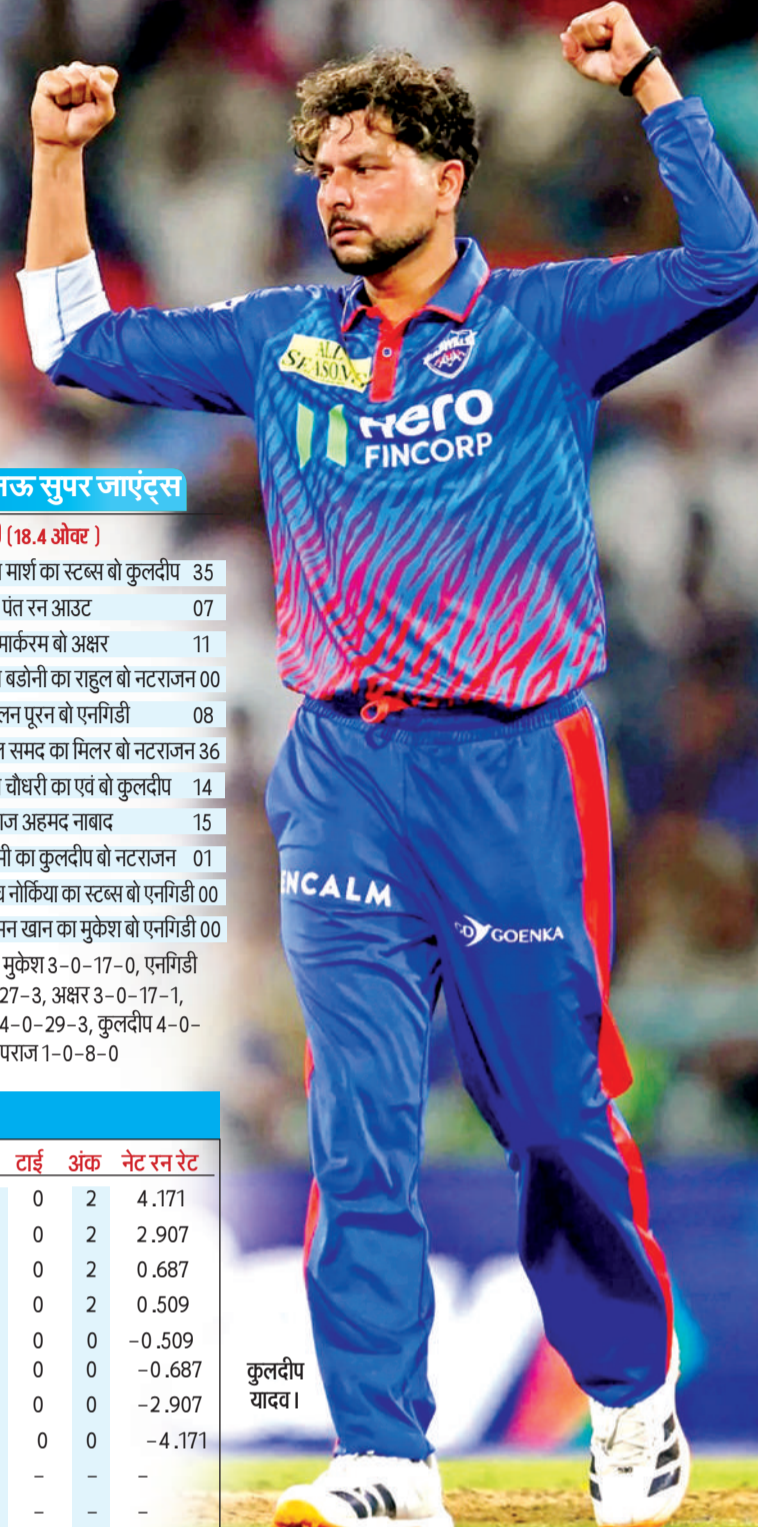 ALL
SEASONS
Hero
FINCORP
नऊ सुपर जाएंट्स
(18.4 ओवर )
मार्श का स्टब्स बो कुलदीप 35
पंत रन आउट 07
मार्करम बो अक्षर 11
बडोनी का राहुल बो नटराजन 00
लन पूरन बो एनगिडी 08
समद का मिलर बो नटराजन 36
चौधरी का एवं बो कुलदीप 14
ाज अहमद नाबाद 15
मी का कुलदीप बो नटराजन 01
नोर्किया का स्टब्स बो एनगिडी 00
सन खान का मुकेश बो एनगिडी 00
मुकेश 3-0-17-0, एनगिडी
27-3, अक्षर 3-0-17-1,
4-0-29-3, कुलदीप 4-0-
पराज 1-0-8-0
ENCALM
GOENKA
टाई अंक नेट रन रेट
0 2 4.171
0 2 2.907
0 2 0.687
0 2 0.509
0 0 -0.509
0 0 -0.687
0 0 -2.907
0 0 -4.171
- - -
- - -
कुलदीप
यादव।